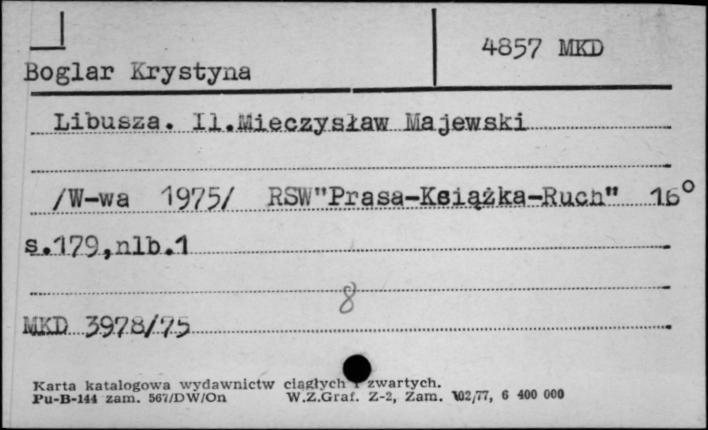 4857 MKD
Boglar Krystyna
Libusza. Il.Mieczysław Majewski
/W-wa 1975/ RSW"Prasa-Książka-Ruch" 16°
s.179,nlb.1
8
MKD 3978/75
Karta katalogowa wydawnictw ciągłych i zwartych.
Pu-B-144 zam. 567/DW/On W.Z.Graf. Z-2, Zam. 102/77, 6 400 000